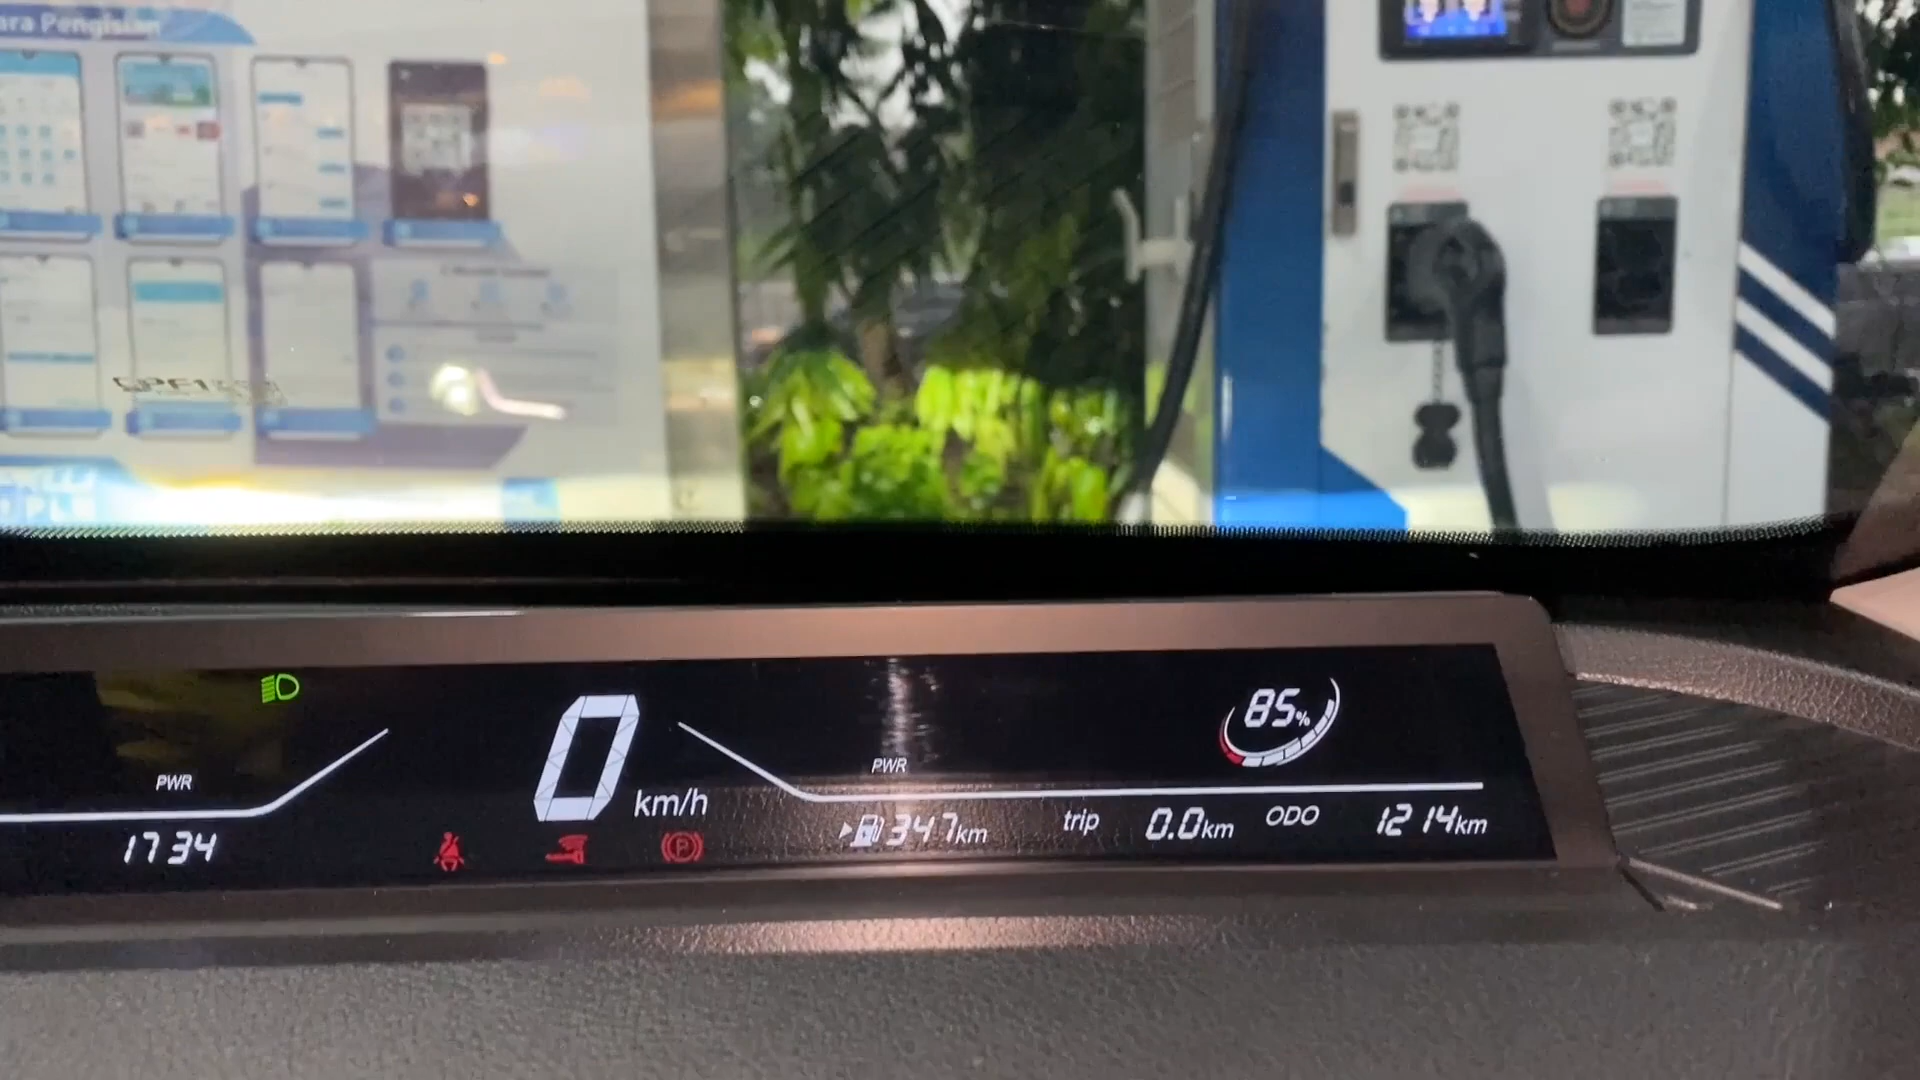 ara Pengisian
0
km/h
85%
PWR
PWR
1734
347km
trip
0.0km
ODO
1214km